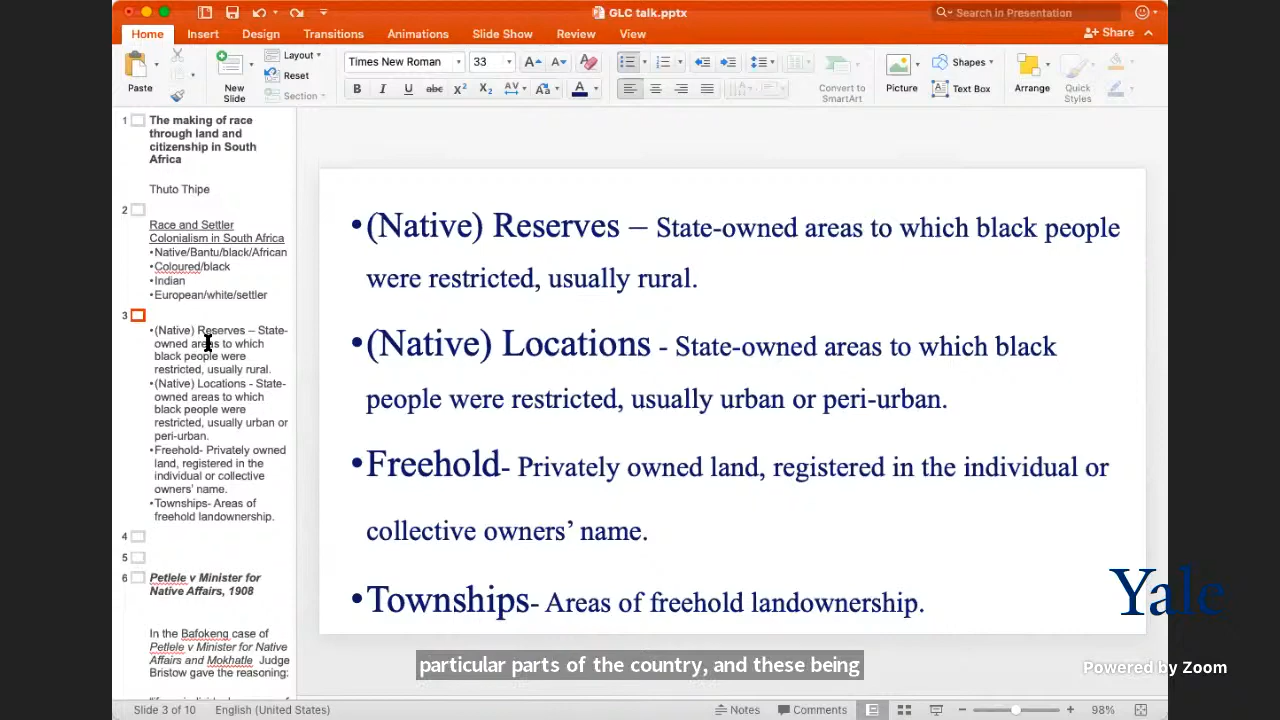 GLC talk.pptx
Search in Presentation
Home Insert Design Transitions Animations Slide Show Review View
Share
Paste
New
Slide
Layout
Reset
Section
Times New Roman 33
Convert to
SmartArt
Picture
Shapes
Text Box
Arrange
Quick
Styles
1 The making of race
through land and
citizenship in South
Africa
Thuto Thipe
2
Race and Settler
Colonialism in South Africa
•Native/Bantu/black/African
•Coloured/black
•Indian
•European/white/settler
3
•(Native) Reserves – State-
owned areas to which
black people were
restricted, usually rural.
•(Native) Locations - State-
owned areas to which
black people were
restricted, usually urban or
peri-urban.
•Freehold- Privately owned
land, registered in the
individual or collective
owners' name.
•Townships- Areas of
freehold landownership.
4
5
6 Petlele v Minister for
Native Affairs, 1908
In the Bafokeng case of
Petlele v Minister for Native
Affairs and Mokhatle Judge
Bristow gave the reasoning:
•(Native) Reserves – State-owned areas to which black people
were restricted, usually rural.
•(Native) Locations - State-owned areas to which black
people were restricted, usually urban or peri-urban.
•Freehold- Privately owned land, registered in the individual or
collective owners’ name.
•Townships- Areas of freehold landownership.
Yale
particular parts of the country, and these being
Powered by Zoom
Slide 3 of 10 English (United States)
Notes Comments 98%